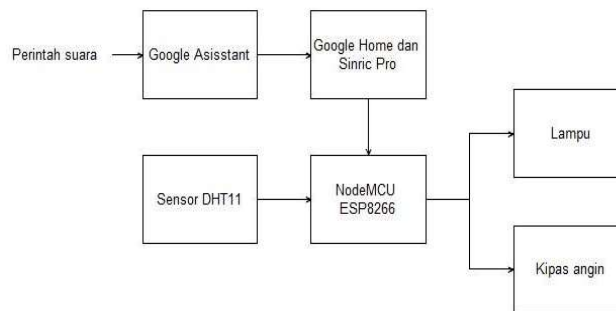 Perintah suara
Google Asisstant
Google Home dan
Sinric Pro
Lampu
Sensor DHT11
NodeMCU
ESP8266
Kipas angin